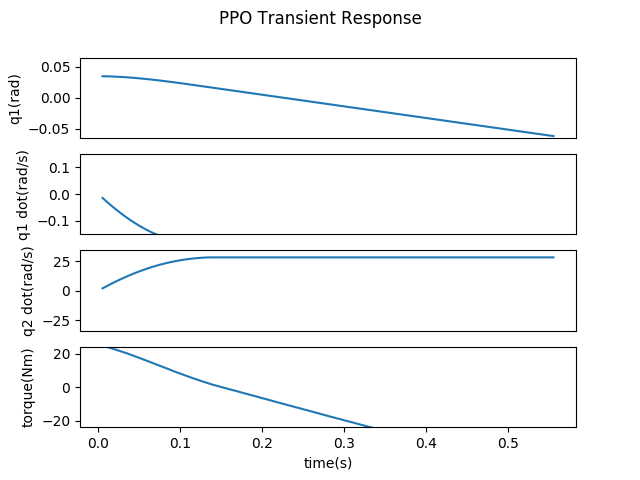 PPO Transient Response
q1(rad)
0.05
0.00
−0.05
q1 dot(rad/s)
0.1
0.0
−0.1
q2 dot(rad/s)
25
0
−25
torque(Nm)
20
0
−20
0.0 0.1 0.2 0.3 0.4 0.5
time(s)